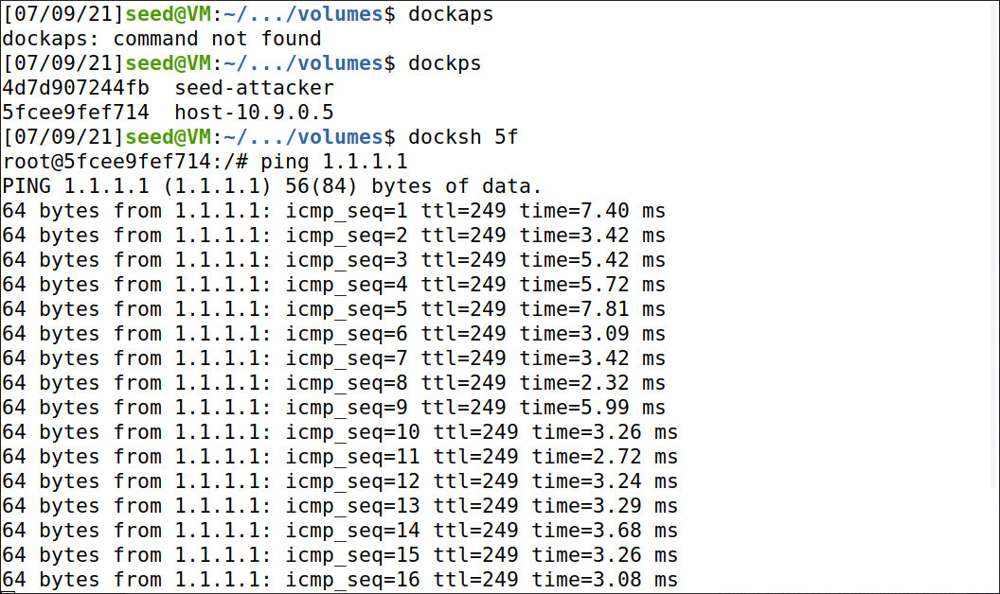 [07/09/21]seed@VM:~/.../volumes$ dockaps
dockaps: command not found
[07/09/21]seed@VM:~/.../volumes$ dockps
4d7d907244fb  seed-attacker
5fcee9fef714  host-10.9.0.5
[07/09/21]seed@VM:~/.../volumes$ docksh 5f
root@5fcee9fef714:/# ping 1.1.1.1
PING 1.1.1.1 (1.1.1.1) 56(84) bytes of data.
64 bytes from 1.1.1.1: icmp_seq=1 ttl=249 time=7.40 ms
64 bytes from 1.1.1.1: icmp_seq=2 ttl=249 time=3.42 ms
64 bytes from 1.1.1.1: icmp_seq=3 ttl=249 time=5.42 ms
64 bytes from 1.1.1.1: icmp_seq=4 ttl=249 time=5.72 ms
64 bytes from 1.1.1.1: icmp_seq=5 ttl=249 time=7.81 ms
64 bytes from 1.1.1.1: icmp_seq=6 ttl=249 time=3.09 ms
64 bytes from 1.1.1.1: icmp_seq=7 ttl=249 time=3.42 ms
64 bytes from 1.1.1.1: icmp_seq=8 ttl=249 time=2.32 ms
64 bytes from 1.1.1.1: icmp_seq=9 ttl=249 time=5.99 ms
64 bytes from 1.1.1.1: icmp_seq=10 ttl=249 time=3.26 ms
64 bytes from 1.1.1.1: icmp_seq=11 ttl=249 time=2.72 ms
64 bytes from 1.1.1.1: icmp_seq=12 ttl=249 time=3.24 ms
64 bytes from 1.1.1.1: icmp_seq=13 ttl=249 time=3.29 ms
64 bytes from 1.1.1.1: icmp_seq=14 ttl=249 time=3.68 ms
64 bytes from 1.1.1.1: icmp_seq=15 ttl=249 time=3.26 ms
64 bytes from 1.1.1.1: icmp_seq=16 ttl=249 time=3.08 ms